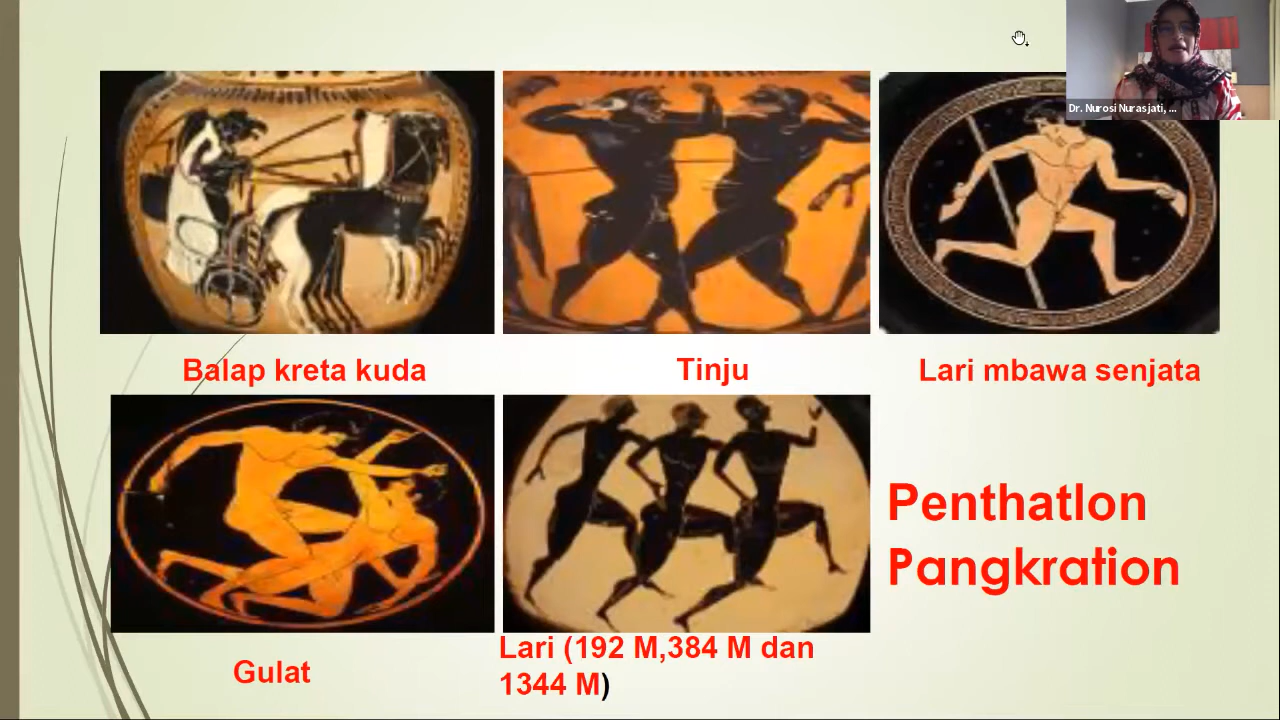 Dr. Nurosi Nurasjati, ...
Balap kreta kuda
Tinju
Lari mbawa senjata
Gulat
Lari (192 M,384 M dan
1344 M)
Penthatlon
Pangkration